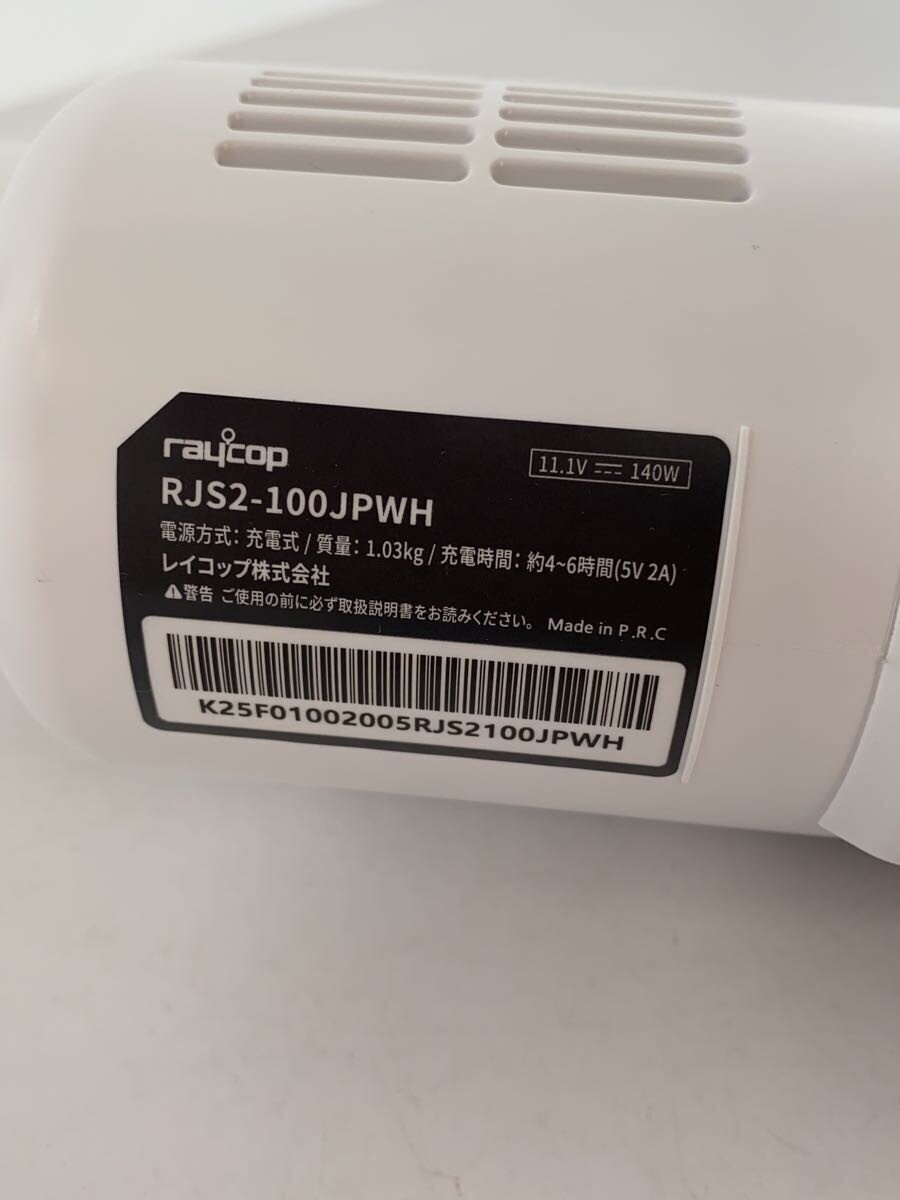 raycop
11.1V ⎓ 140W
RJS2-100JPWH
電源方式: 充電式 / 質量: 1.03kg / 充電時間: 約4~6時間(5V 2A)
レイコップ株式会社
⚠警告 ご使用の前に必ず取扱説明書をお読みください。 Made in P.R.C
K25F01002005RJS2100JPWH